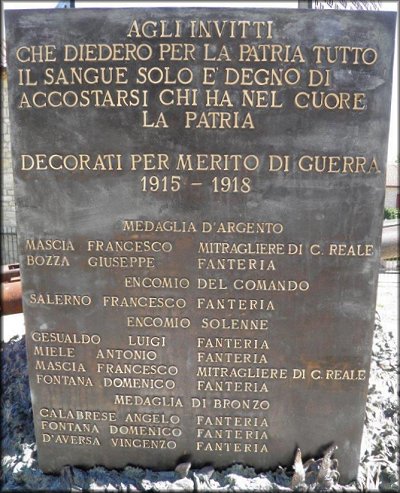 AGLI INVITTI
CHE DIEDERO PER LA PATRIA TUTTO
IL SANGUE SOLO E' DEGNO DI
ACCOSTARSI CHI HA NEL CUORE
LA PATRIA
DECORATI PER MERITO DI GUERRA
1915 - 1918
MEDAGLIA D'ARGENTO
MASCIA FRANCESCO MITRAGLIERE DI C. REALE
BOZZA GIUSEPPE FANTERIA
ENCOMIO DEL COMANDO
SALERNO FRANCESCO FANTERIA
ENCOMIO SOLENNE
GESUALDO LUIGI FANTERIA
MIELE ANTONIO FANTERIA
MASCIA FRANCESCO MITRAGLIERE DI C. REALE
FONTANA DOMENICO FANTERIA
MEDAGLIA DI BRONZO
CALABRESE ANGELO FANTERIA
FONTANA DOMENICO FANTERIA
D'AVERSA VINCENZO FANTERIA